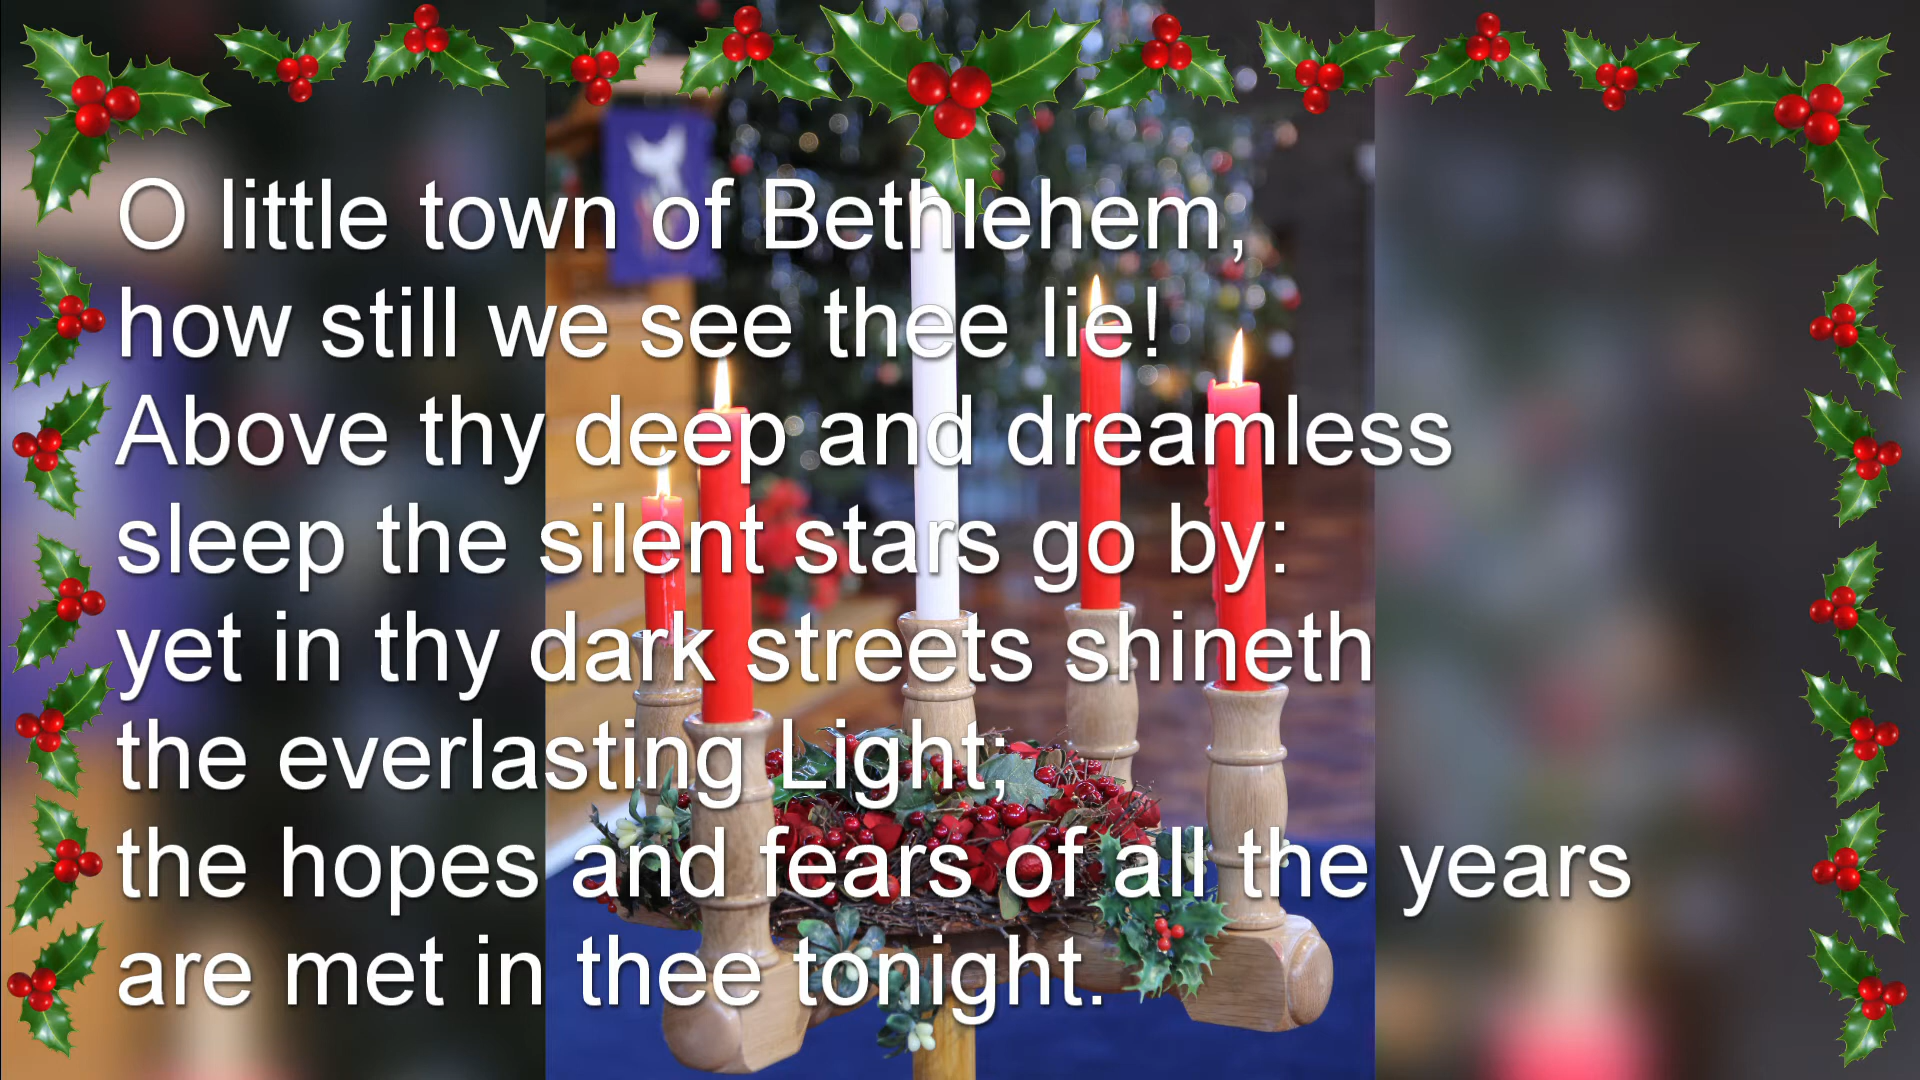 O little town of Bethlehem,
how still we see thee lie!
Above thy deep and dreamless
sleep the silent stars go by:
yet in thy dark streets shineth
the everlasting Light;
the hopes and fears of all the years
are met in thee tonight.